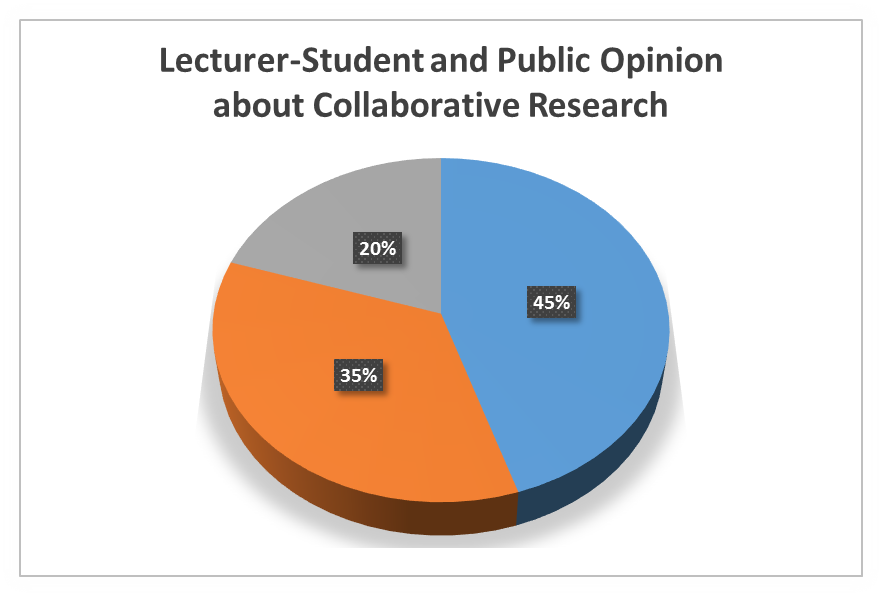 Lecturer-Student and Public Opinion
about Collaborative Research
20%
45%
35%